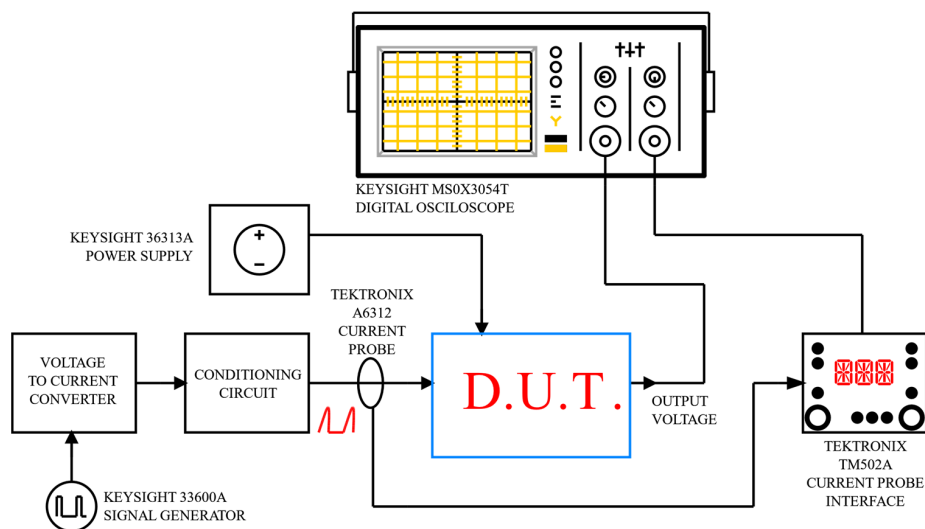 KEYSIGHT MS0X3054T
DIGITAL OSCILOSCOPE
KEYSIGHT 36313A
POWER SUPPLY
TEKTRONIX
A6312
CURRENT
PROBE
VOLTAGE
TO CURRENT
CONVERTER
CONDITIONING
CIRCUIT
D.U.T.
OUTPUT
VOLTAGE
TEKTRONIX
TM502A
CURRENT PROBE
INTERFACE
KEYSIGHT 33600A
SIGNAL GENERATOR